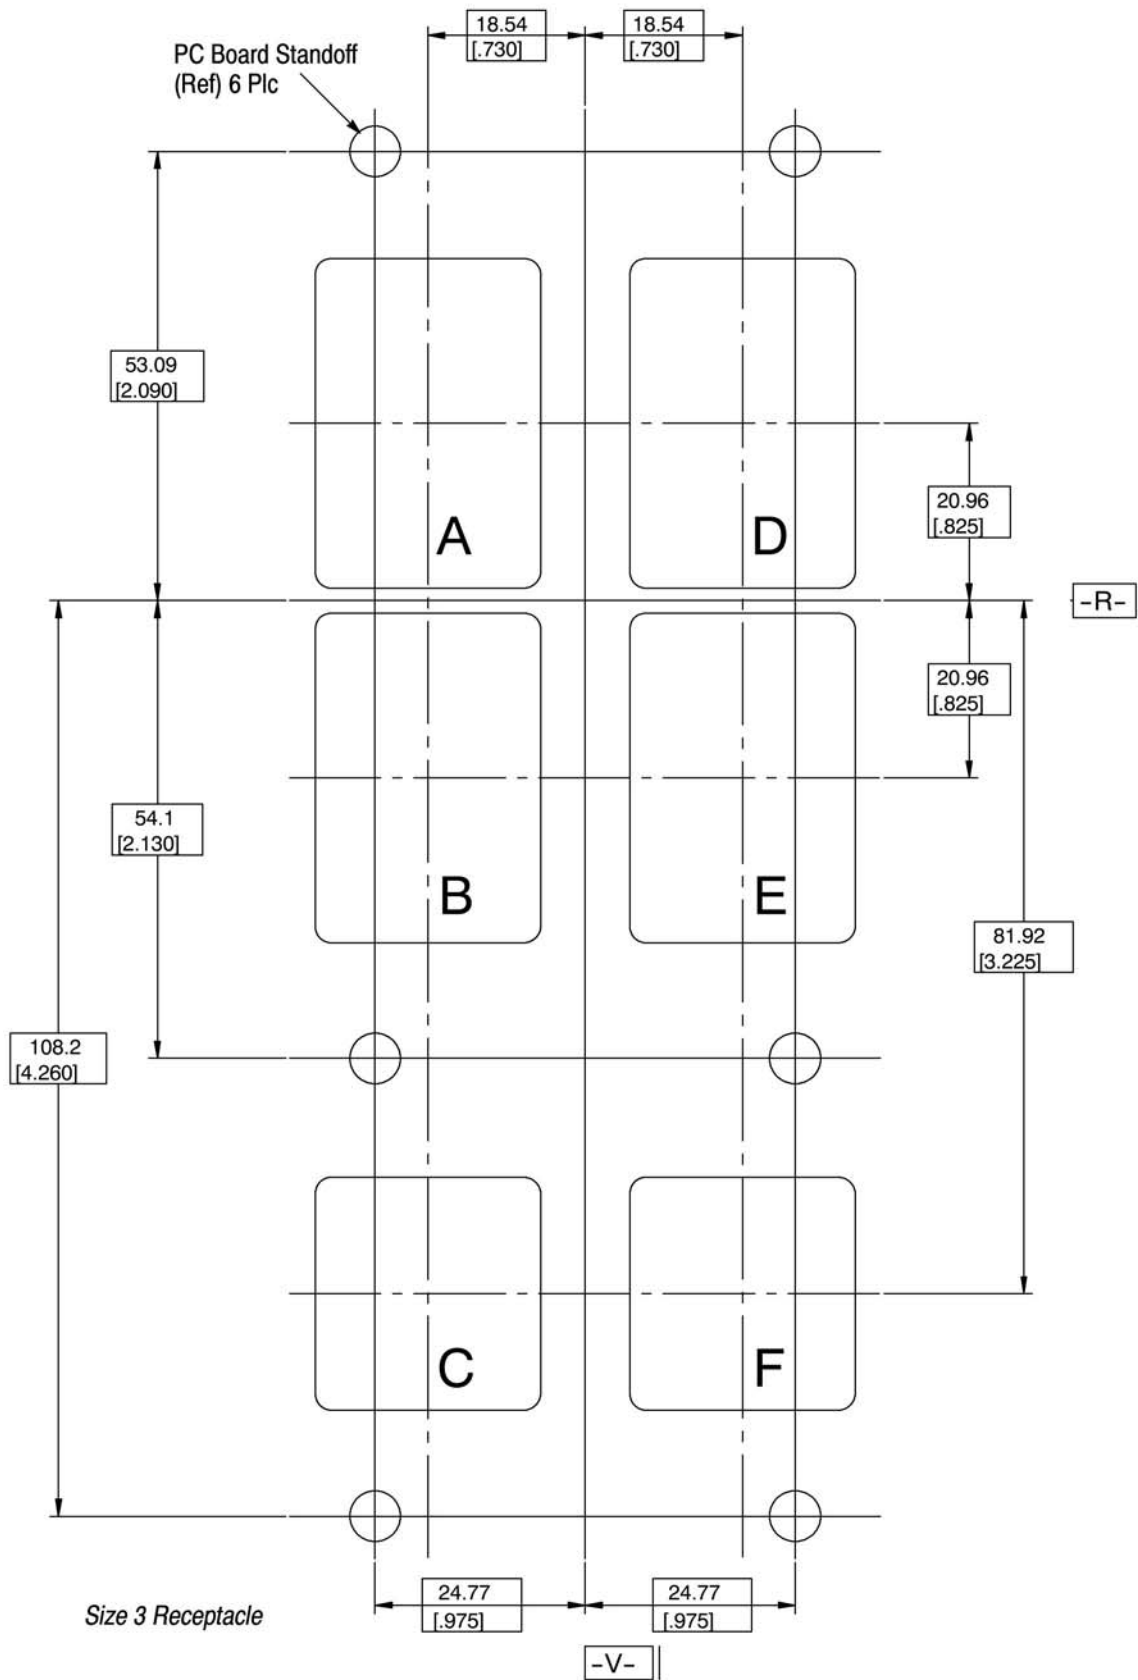 18.54
[.730]
18.54
[.730]
PC Board Standoff
(Ref) 6 Plc
53.09
[2.090]
20.96
[.825]
A
D
-R-
20.96
[.825]
54.1
[2.130]
B
E
81.92
[3.225]
108.2
[4.260]
C
F
24.77
[.975]
24.77
[.975]
Size 3 Receptacle
-V-